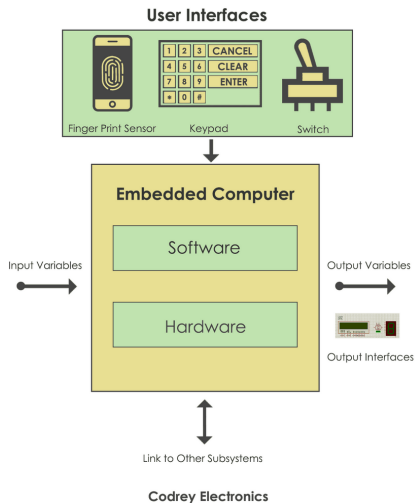 User Interfaces
1 2 3 CANCEL
4 5 6 CLEAR
7 8 9 ENTER
* 0 #
Finger Print Sensor Keypad Switch
Embedded Computer
Software
Input Variables
Output Variables
Hardware
Output Interfaces
Link to Other Subsystems
Codrey Electronics